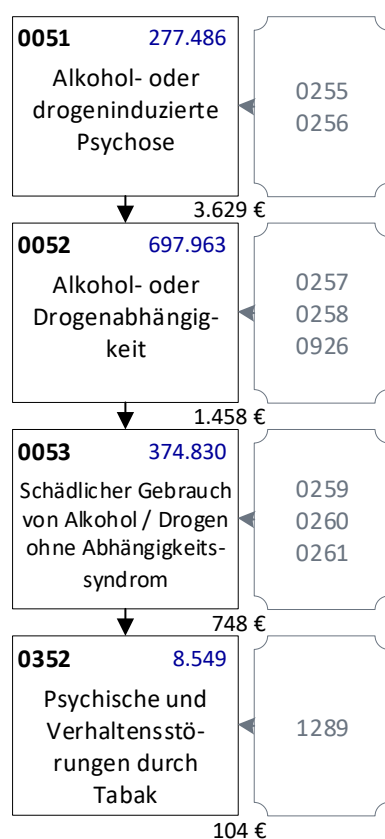 0051 277.486
Alkohol- oder
drogeninduzierte
Psychose
0255
0256
3.629 €
0052 697.963
Alkohol- oder
Drogenabhängig-
keit
0257
0258
0926
1.458 €
0053 374.830
Schädlicher Gebrauch
von Alkohol / Drogen
ohne Abhängigkeits-
syndrom
0259
0260
0261
748 €
0352 8.549
Psychische und
Verhaltensstö-
rungen durch
Tabak
1289
104 €